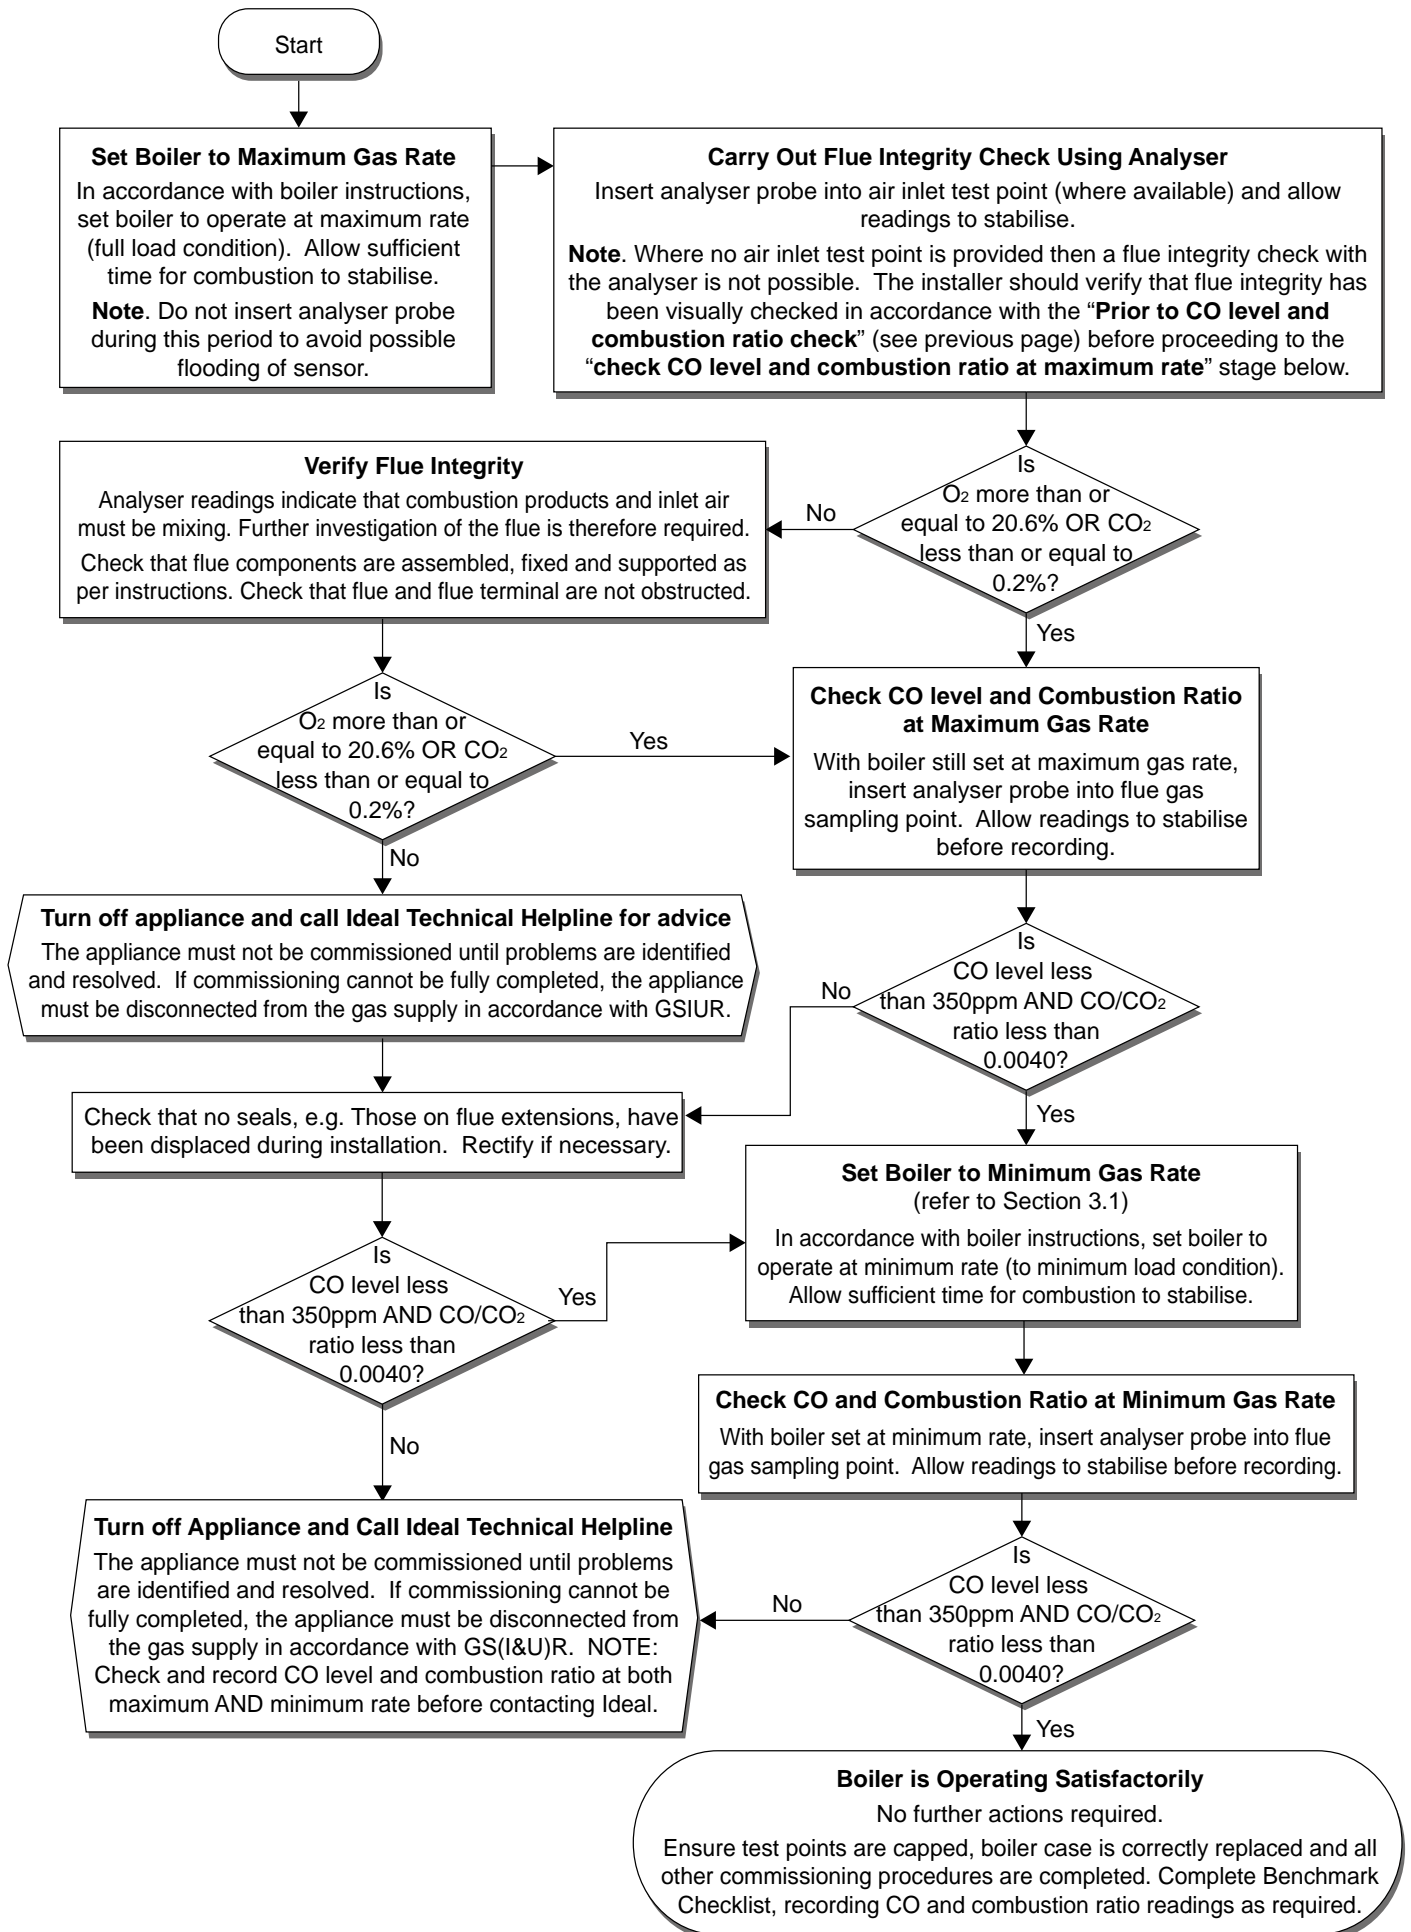 Start
Set Boiler to Maximum Gas Rate
In accordance with boiler instructions,
set boiler to operate at maximum rate
(full load condition).  Allow sufficient
time for combustion to stabilise.
Note. Do not insert analyser probe
during this period to avoid possible
flooding of sensor.
Carry Out Flue Integrity Check Using Analyser
Insert analyser probe into air inlet test point (where available) and allow
readings to stabilise.
Note. Where no air inlet test point is provided then a flue integrity check with
the analyser is not possible.  The installer should verify that flue integrity has
been visually checked in accordance with the “Prior to CO level and
combustion ratio check” (see previous page) before proceeding to the
“check CO level and combustion ratio at maximum rate” stage below.
Is
O2 more than or
equal to 20.6% OR CO2
less than or equal to
0.2%?
No
Yes
Verify Flue Integrity
Analyser readings indicate that combustion products and inlet air
must be mixing. Further investigation of the flue is therefore required.
Check that flue components are assembled, fixed and supported as
per instructions. Check that flue and flue terminal are not obstructed.
Is
O2 more than or
equal to 20.6% OR CO2
less than or equal to
0.2%?
Yes
No
Check CO level and Combustion Ratio
at Maximum Gas Rate
With boiler still set at maximum gas rate,
insert analyser probe into flue gas
sampling point.  Allow readings to stabilise
before recording.
Turn off appliance and call Ideal Technical Helpline for advice
The appliance must not be commissioned until problems are identified
and resolved.  If commissioning cannot be fully completed, the appliance
must be disconnected from the gas supply in accordance with GSIUR.
Is
CO level less
than 350ppm AND CO/CO2
ratio less than
0.0040?
No
Yes
Check that no seals, e.g. Those on flue extensions, have
been displaced during installation.  Rectify if necessary.
Set Boiler to Minimum Gas Rate
(refer to Section 3.1)
In accordance with boiler instructions, set boiler to
operate at minimum rate (to minimum load condition).
Allow sufficient time for combustion to stabilise.
Is
CO level less
than 350ppm AND CO/CO2
ratio less than
0.0040?
Yes
No
Check CO and Combustion Ratio at Minimum Gas Rate
With boiler set at minimum rate, insert analyser probe into flue
gas sampling point.  Allow readings to stabilise before recording.
Turn off Appliance and Call Ideal Technical Helpline
The appliance must not be commissioned until problems
are identified and resolved.  If commissioning cannot be
fully completed, the appliance must be disconnected from
the gas supply in accordance with GS(I&U)R.  NOTE:
Check and record CO level and combustion ratio at both
maximum AND minimum rate before contacting Ideal.
Is
CO level less
than 350ppm AND CO/CO2
ratio less than
0.0040?
No
Yes
Boiler is Operating Satisfactorily
No further actions required.
Ensure test points are capped, boiler case is correctly replaced and all
other commissioning procedures are completed. Complete Benchmark
Checklist, recording CO and combustion ratio readings as required.